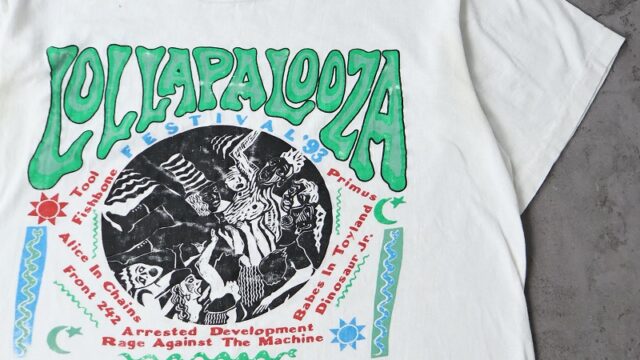 LOLLAPALOOZA
FESTIVAL '93
Tool
Fishbone
Primus
Alice In Chains
Front 242
Babes In Toyland
Dinosaur Jr.
Arrested Development
Rage Against The Machine